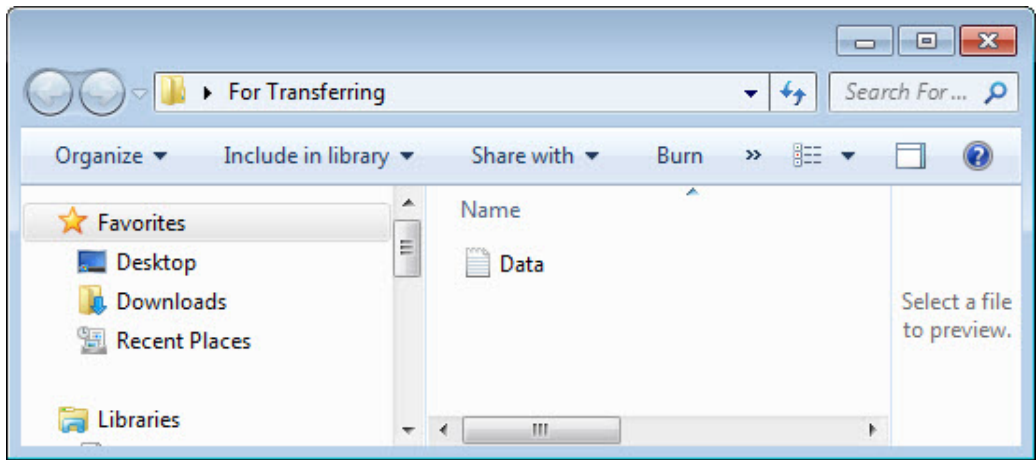 For Transferring
Search For ...
Organize
Include in library
Share with
Burn
»
Favorites
Desktop
Downloads
Recent Places
Libraries
Name
Data
Select a file
to preview.